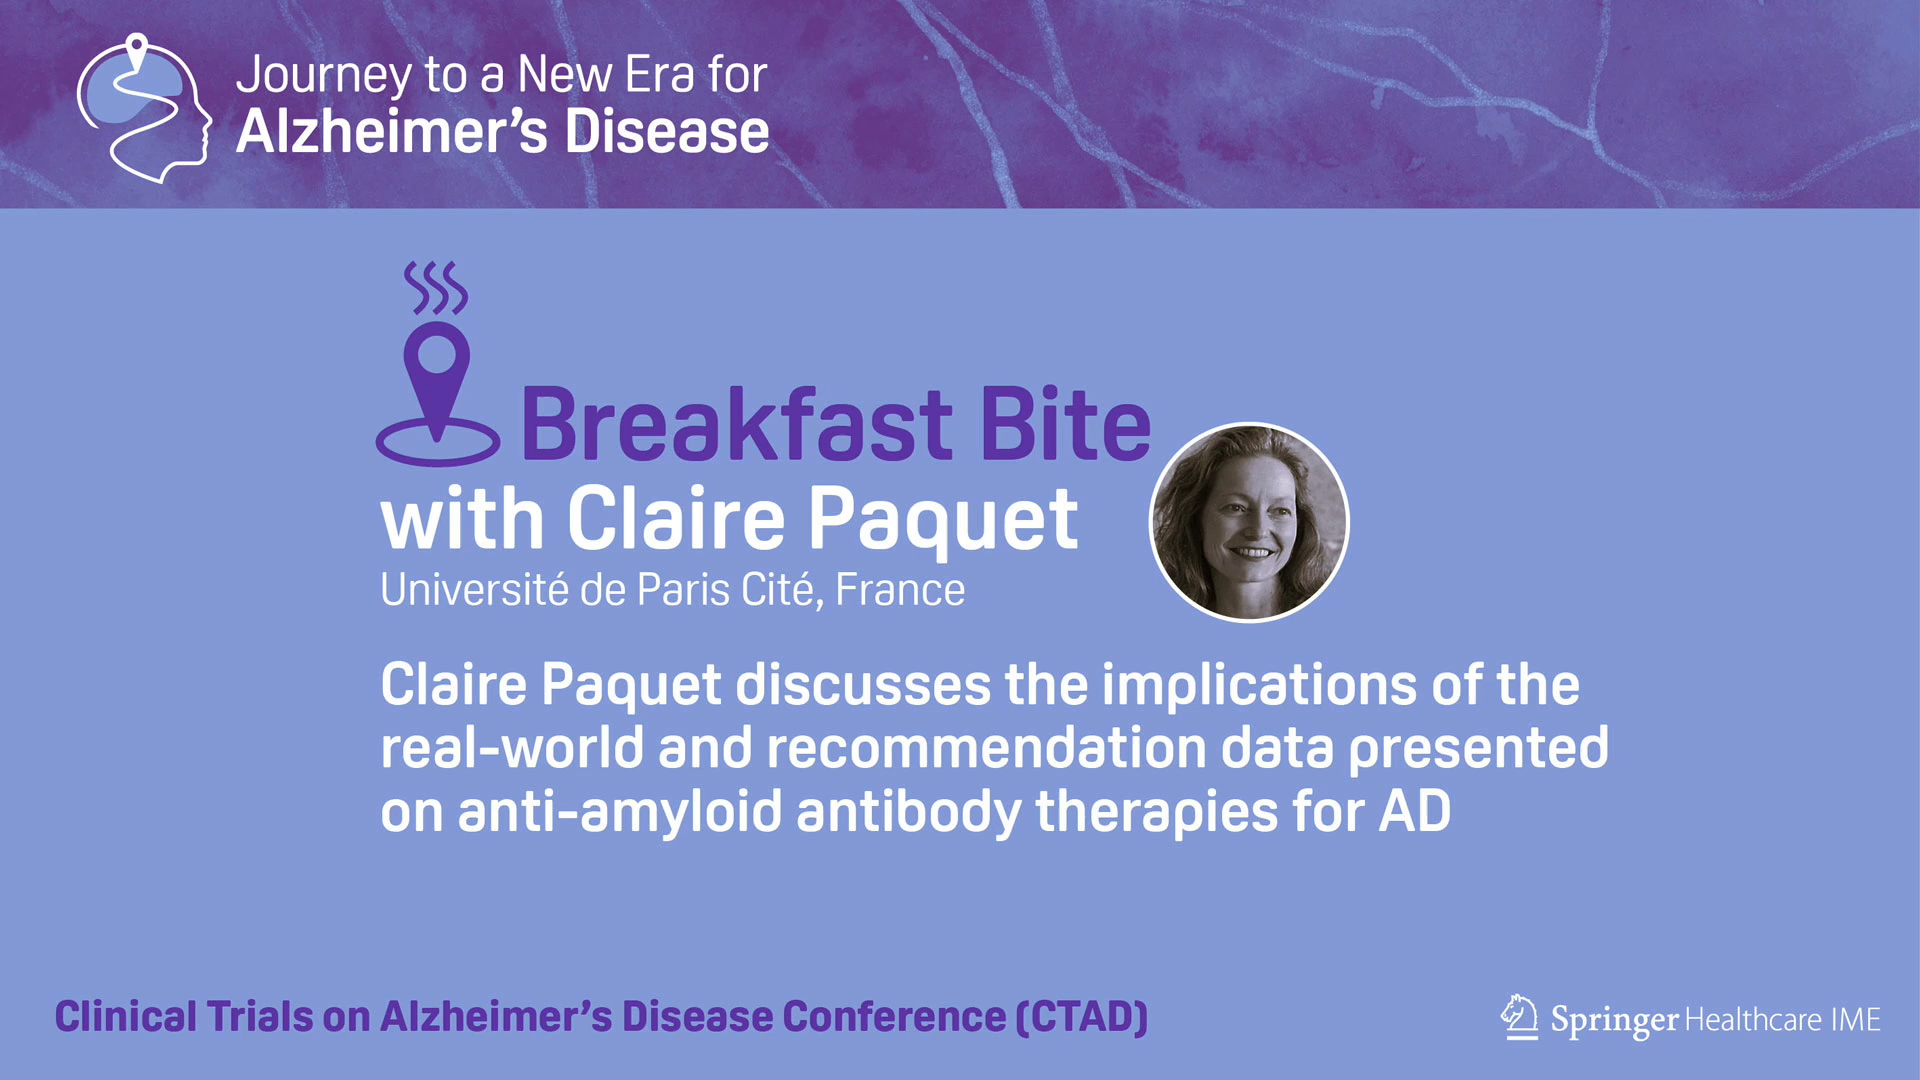 Journey to a New Era for
Alzheimer’s Disease
Breakfast Bite
with Claire Paquet
Université de Paris Cité, France
Claire Paquet discusses the implications of the
real-world and recommendation data presented
on anti-amyloid antibody therapies for AD
Clinical Trials on Alzheimer’s Disease Conference (CTAD)
Springer Healthcare IME